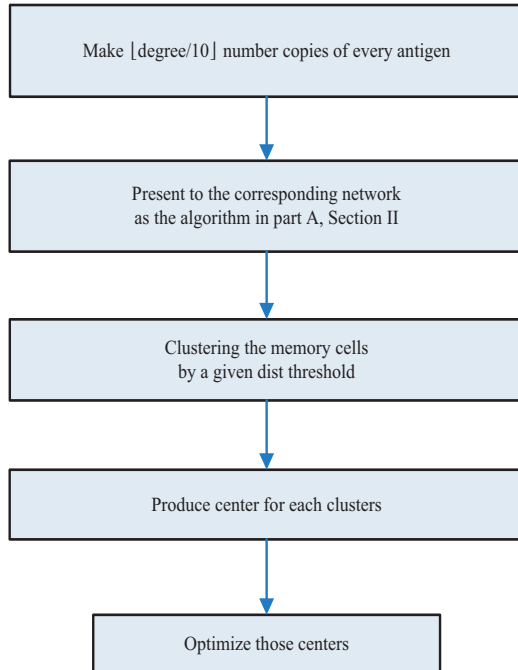 Make ⌊degree/10⌋ number copies of every antigen
Present to the corresponding network
as the algorithm in part A, Section II
Clustering the memory cells
by a given dist threshold
Produce center for each clusters
Optimize those centers